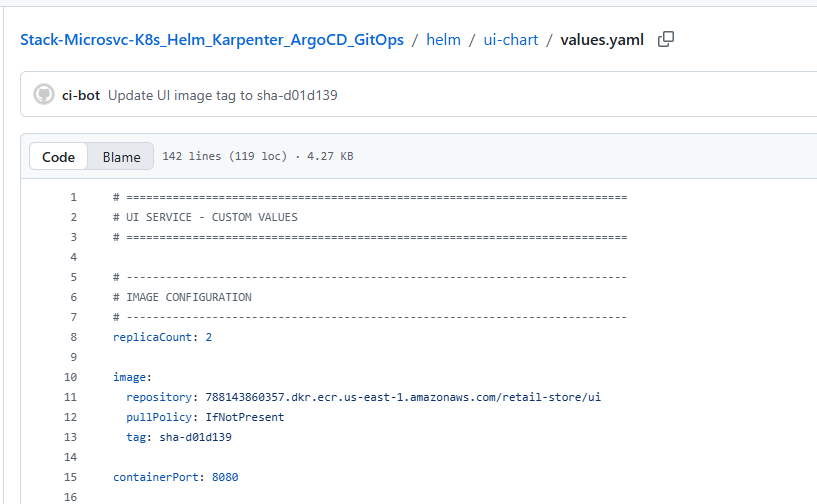 Stack-Microsvc-K8s_Helm_Karpenter_ArgoCD_GitOps / helm / ui-chart / values.yaml
ci-bot Update UI image tag to sha-d01d139
Code Blame 142 lines (119 loc) · 4.27 KB
1 # ============================================================================
2 # UI SERVICE - CUSTOM VALUES
3 # ============================================================================
4
5 # ----------------------------------------------------------------------------
6 # IMAGE CONFIGURATION
7 # ----------------------------------------------------------------------------
8 replicaCount: 2
9
10 image:
11   repository: 788143860357.dkr.ecr.us-east-1.amazonaws.com/retail-store/ui
12   pullPolicy: IfNotPresent
13   tag: sha-d01d139
14
15 containerPort: 8080
16